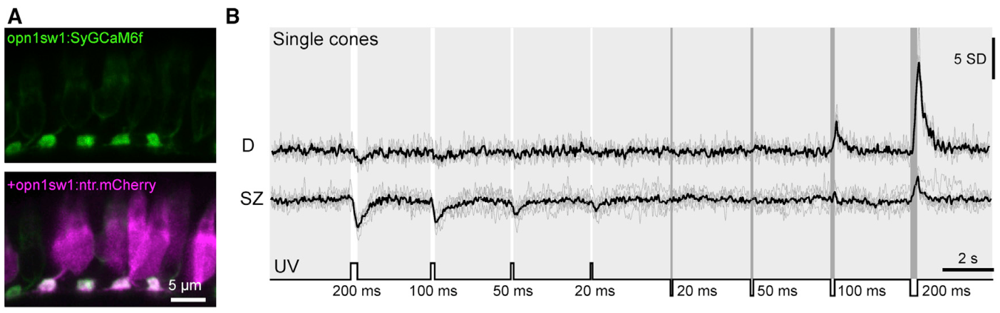 A
opn1sw1:SyGCaM6f
+opn1sw1:ntr.mCherry
5 µm
B
Single cones
5 SD
D
SZ
UV
2 s
200 ms 100 ms 50 ms 20 ms 20 ms 50 ms 100 ms 200 ms